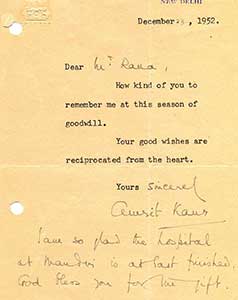 NEW DELHI
December 23, 1952.
Dear Mr Rana,
How kind of you to
remember me at this season of
goodwill.
Your good wishes are
reciprocated from the heart.
Yours sincerely
Amrit Kaur
I am so glad the hospital
at Mandvi is at last finished.
God bless you for the gift.